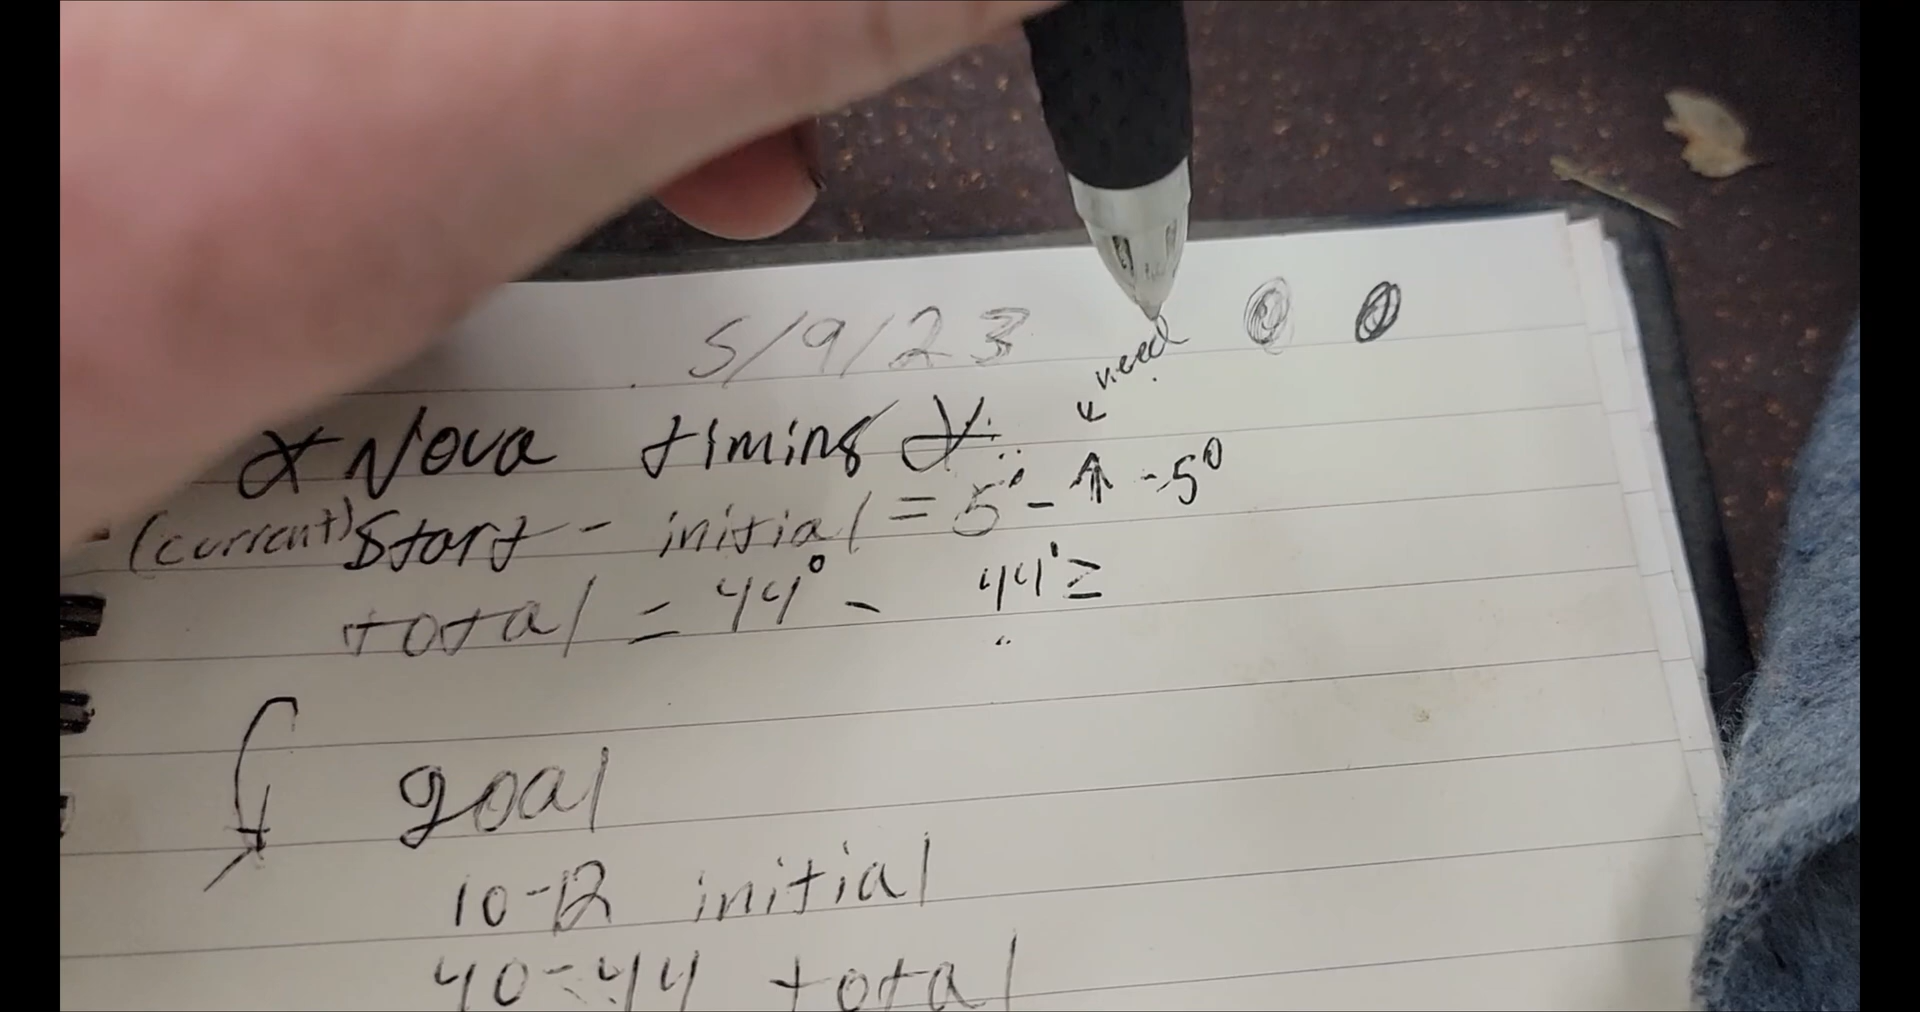 5/9/23
need
* Nova timing *:
- (current) Start - initial = 5° - ↑ -5°
total = 44° - 44° ≥
goal
10-12 initial
40-44 total